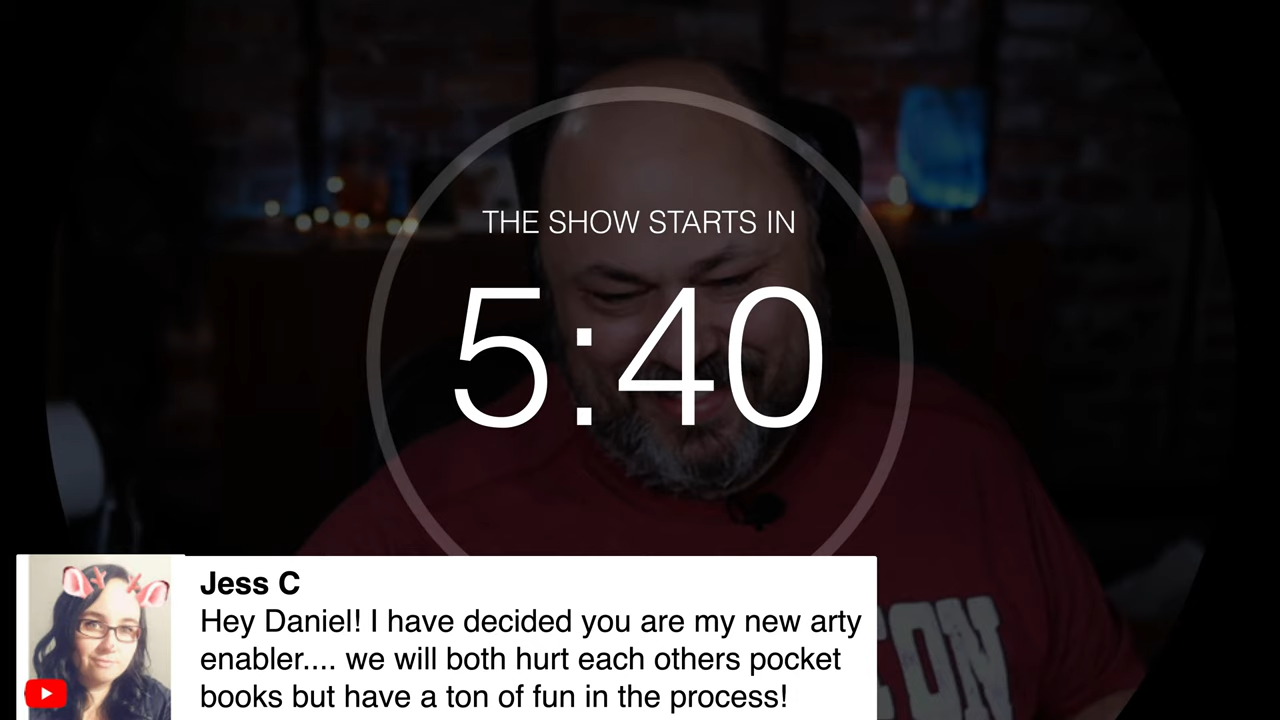 THE SHOW STARTS IN
5:40
Jess C
Hey Daniel! I have decided you are my new arty
enabler.... we will both hurt each others pocket
books but have a ton of fun in the process!